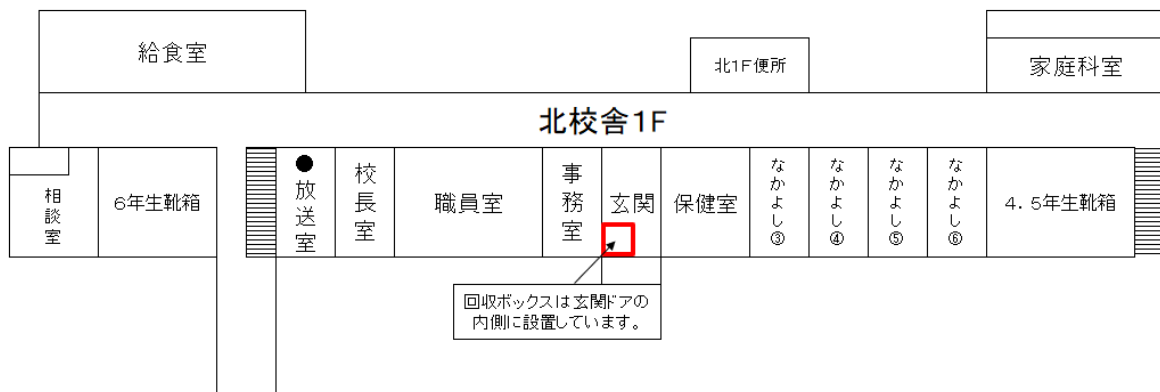 給食室
北1F便所
家庭科室
北校舎1F
相談室
6年生靴箱
●放送室
校長室
職員室
事務室
玄関
保健室
なかよし③
なかよし④
なかよし⑤
なかよし⑥
4．5年生靴箱
回収ボックスは玄関ドアの
内側に設置しています。